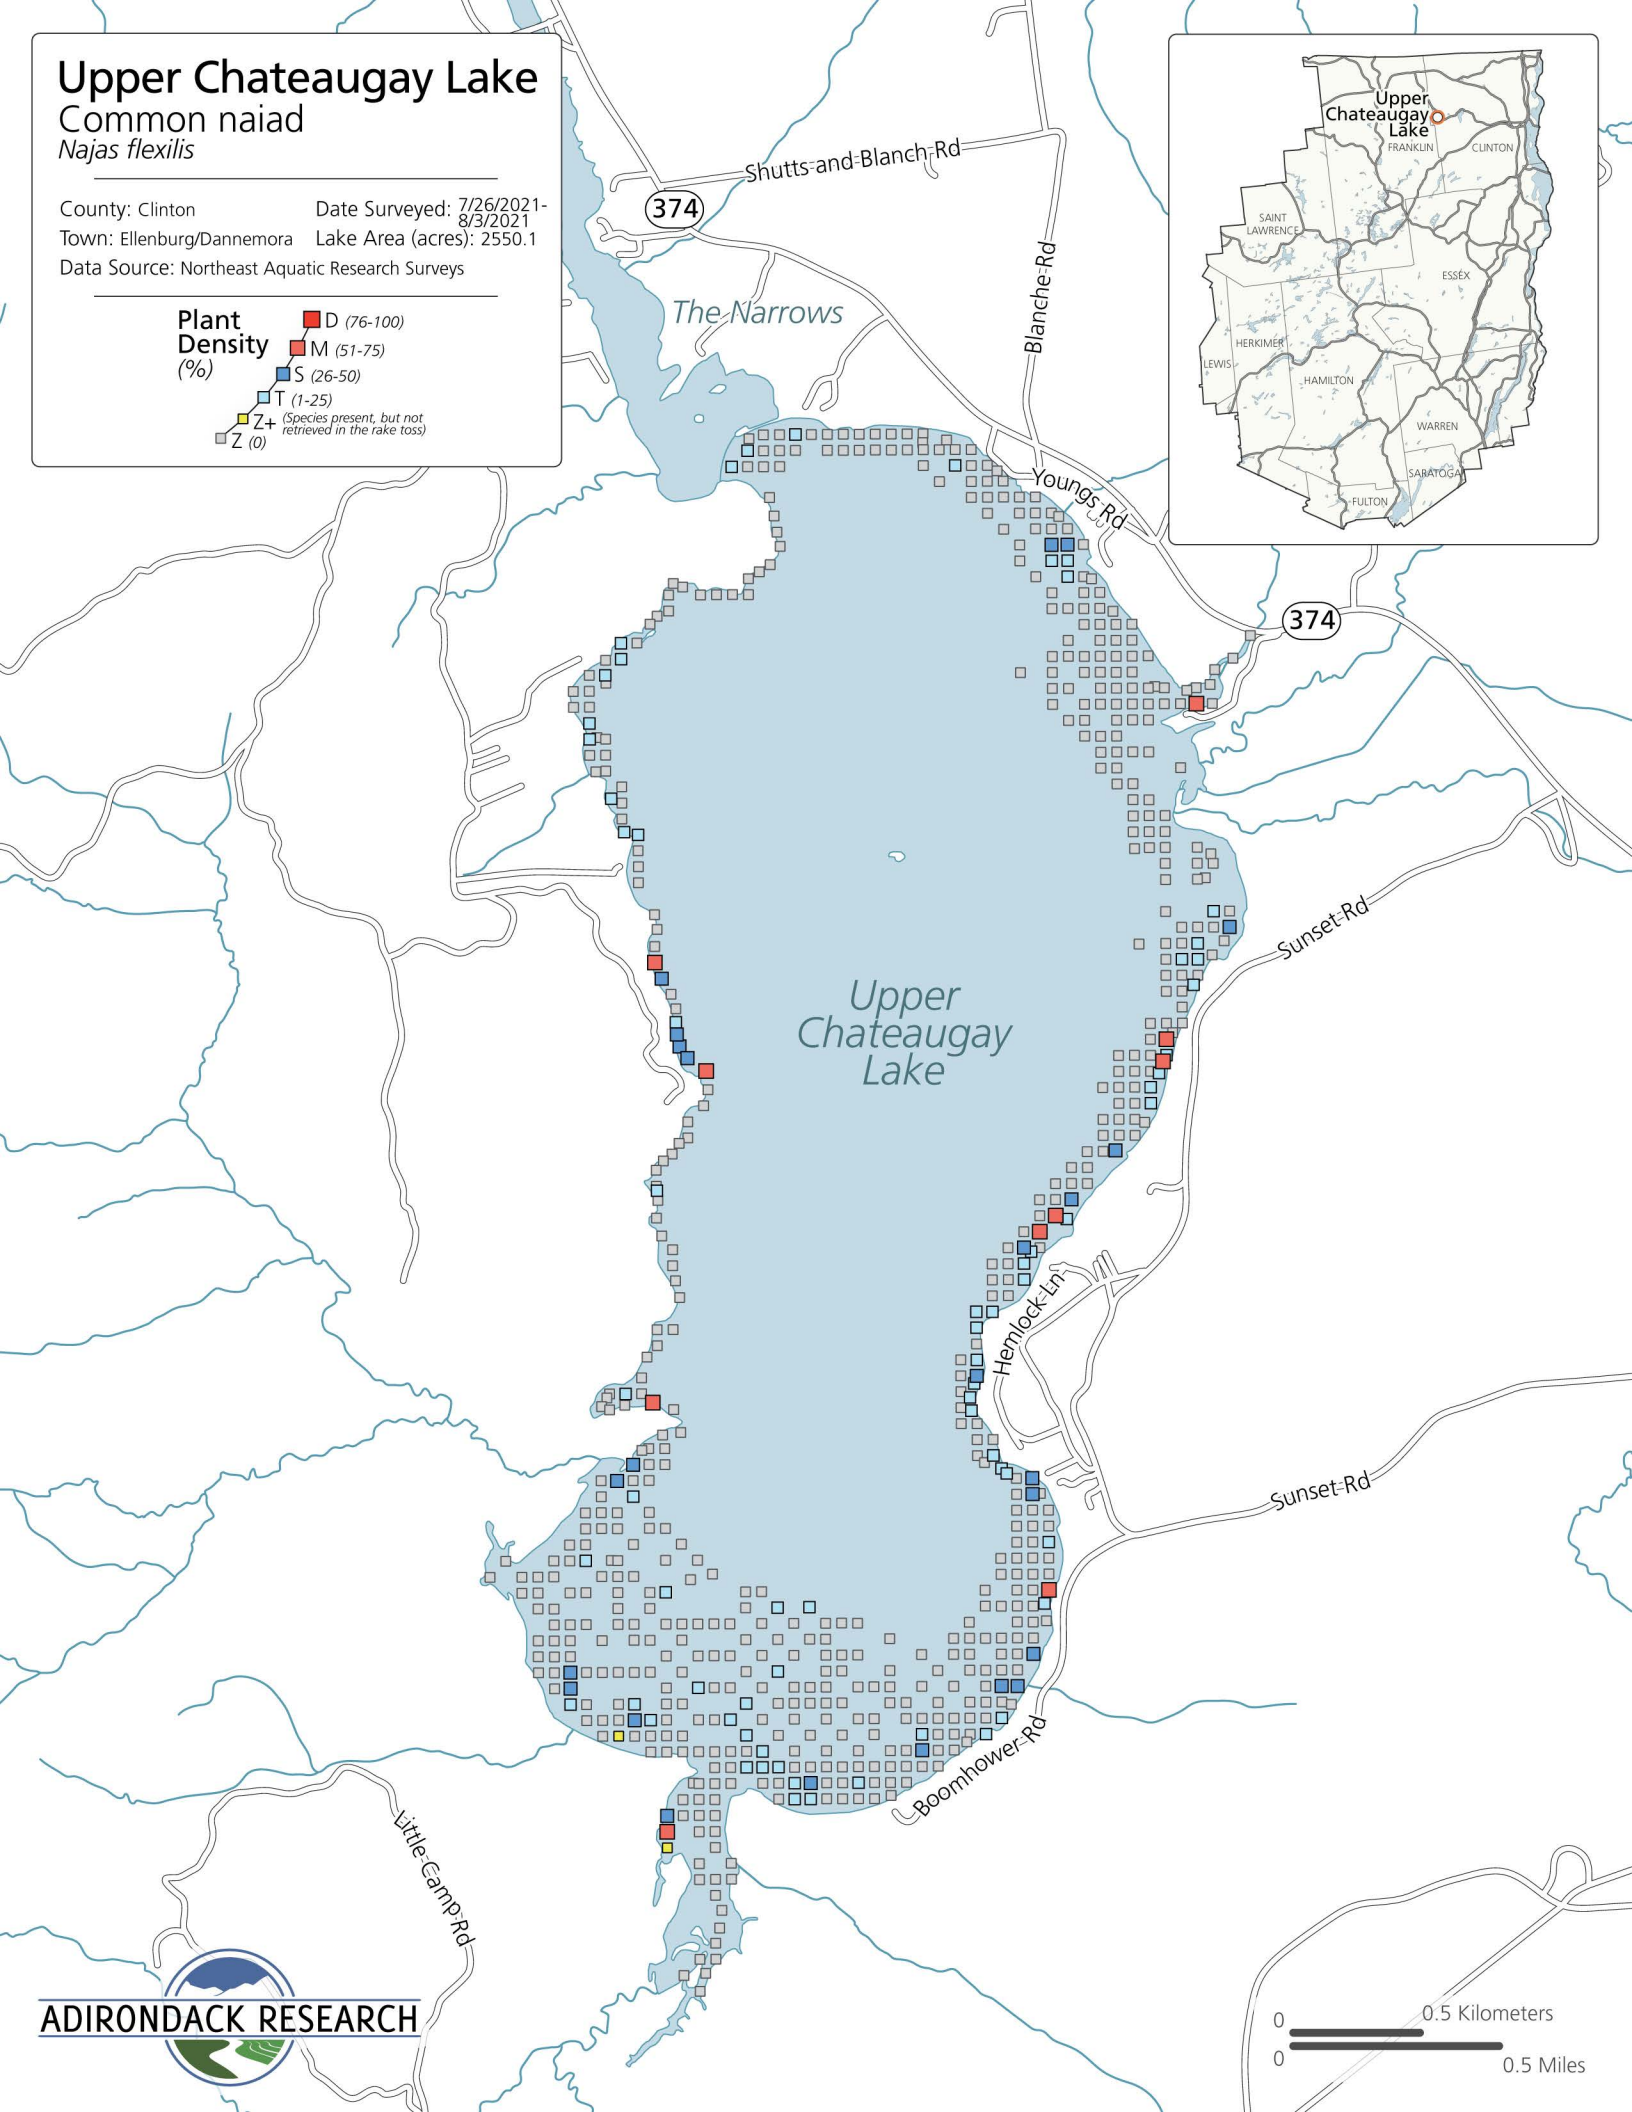 Upper Chateaugay Lake
Common naiad
Najas flexilis
County: Clinton
Date Surveyed: 7/26/2021-
8/3/2021
Town: Ellenburg/Dannemora
Lake Area (acres): 2550.1
Data Source: Northeast Aquatic Research Surveys
Plant
Density
(%)
D (76-100)
M (51-75)
S (26-50)
T (1-25)
Z+ (Species present, but not
retrieved in the rake toss)
Z (0)
Upper
Chateaugay
Lake
FRANKLIN
CLINTON
SAINT
LAWRENCE
ESSEX
HERKIMER
LEWIS
HAMILTON
WARREN
SARATOGA
FULTON
Shutts and Blanch Rd
374
Blanche Rd
The Narrows
Youngs Rd
374
Sunset Rd
Upper
Chateaugay
Lake
Hemlock Ln
Sunset Rd
Boomhower Rd
Little Camp Rd
ADIRONDACK RESEARCH
0
0.5 Kilometers
0
0.5 Miles